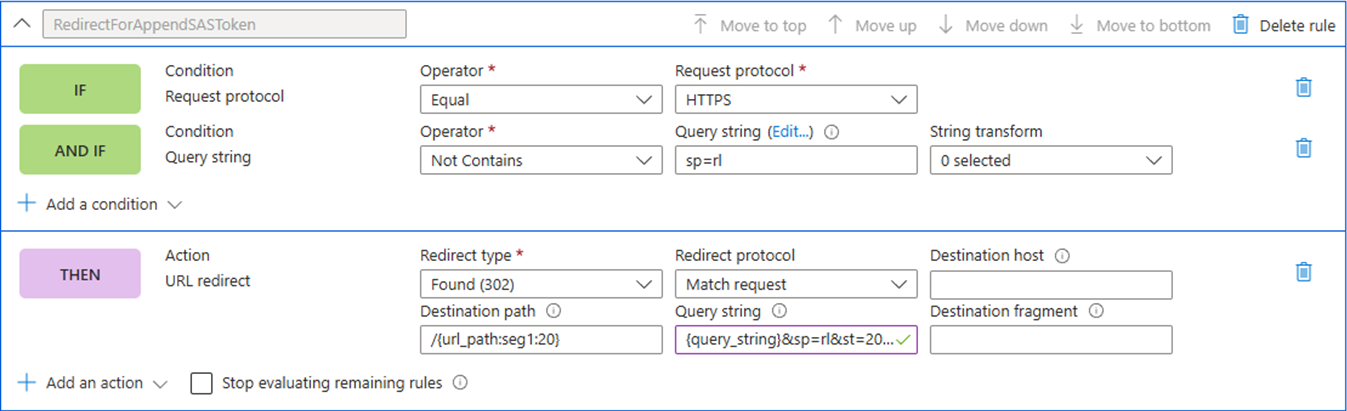 RedirectForAppendSASToken Move to top Move up Move down Move to bottom Delete rule
IF
Condition
Request protocol
Operator *
Equal
Request protocol *
HTTPS
AND IF
Condition
Query string
Operator *
Not Contains
Query string (Edit...)
sp=rl
String transform
0 selected
Add a condition
THEN
Action
URL redirect
Redirect type *
Found (302)
Redirect protocol
Match request
Destination host
Destination path
/{url_path:seg1:20}
Query string
{query_string}&sp=rl&st=20...
Destination fragment
Add an action Stop evaluating remaining rules